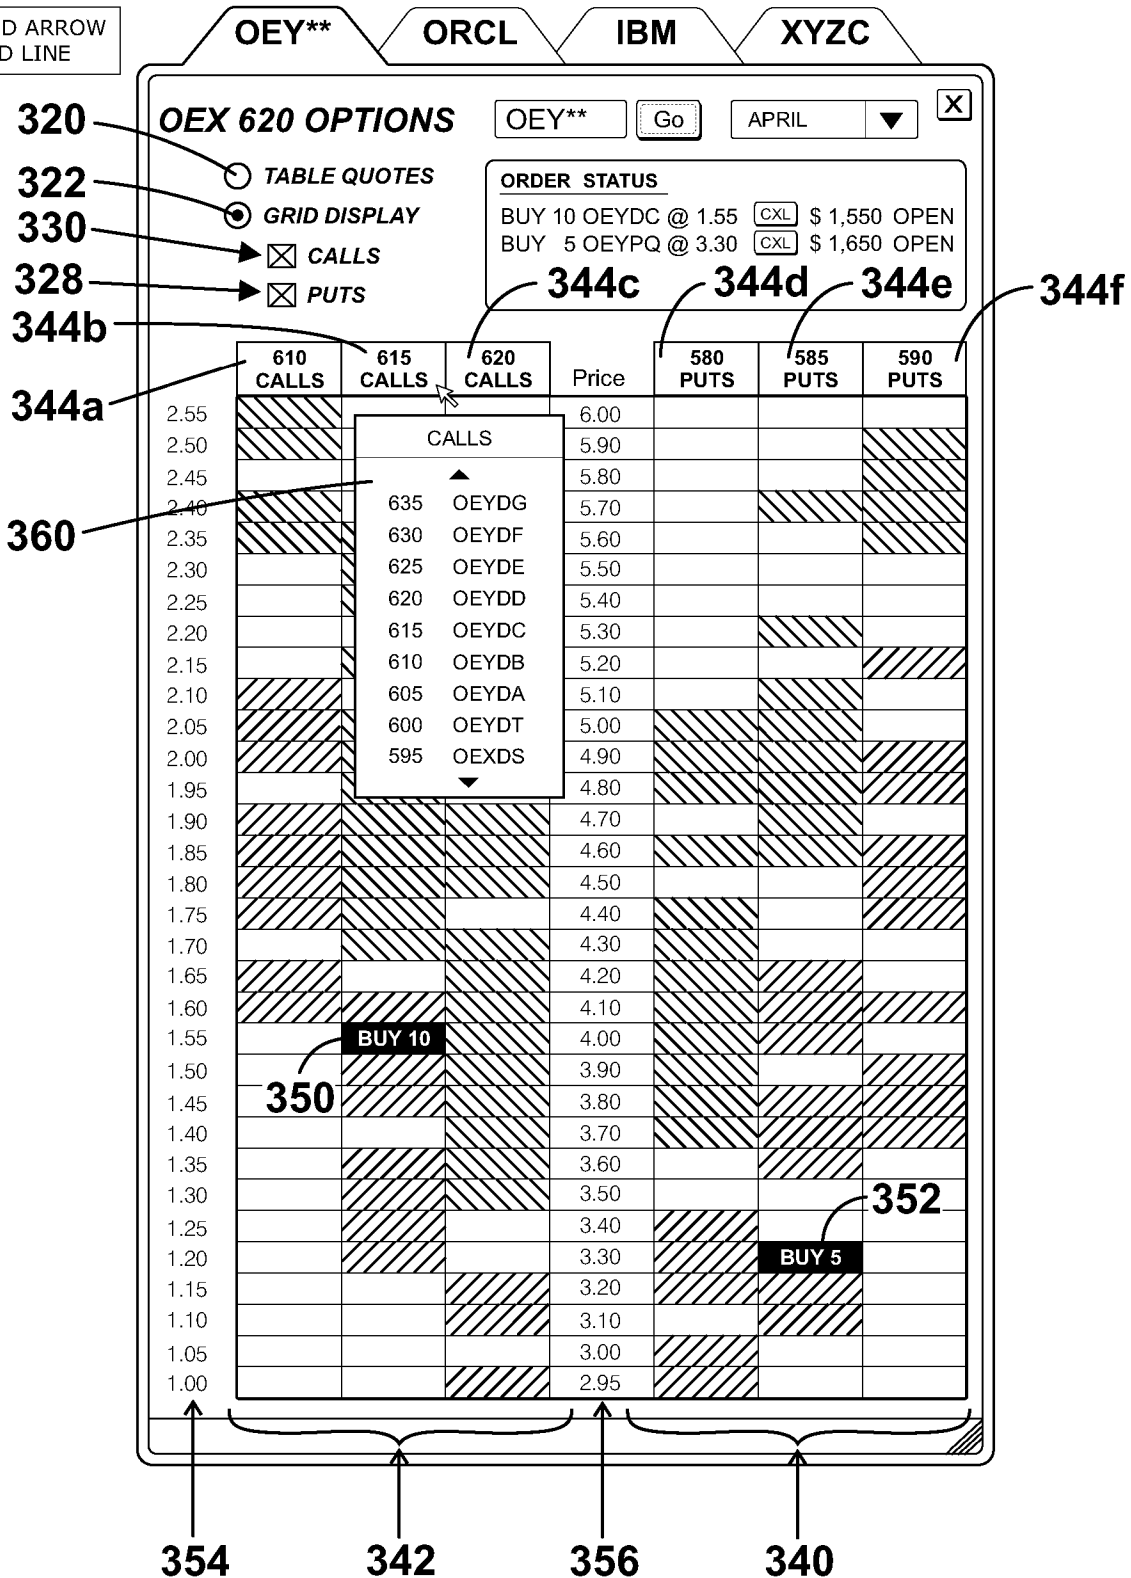 D ARROW
D LINE
OEY** ORCL IBM XYZC
OEX 620 OPTIONS OEY** Go APRIL X
320
TABLE QUOTES
322
GRID DISPLAY
330
CALLS
328
PUTS
ORDER STATUS
BUY 10 OEYDC @ 1.55 CXL $ 1,550 OPEN
BUY 5 OEYPQ @ 3.30 CXL $ 1,650 OPEN
344b 344c 344d 344e 344f
344a
610 CALLS 615 CALLS 620 CALLS Price 580 PUTS 585 PUTS 590 PUTS
2.55 6.00
2.50 5.90
2.45 5.80
2.40 5.70
2.35 5.60
2.30 5.50
2.25 5.40
2.20 5.30
2.15 5.20
2.10 5.10
2.05 5.00
2.00 4.90
1.95 4.80
1.90 4.70
1.85 4.60
1.80 4.50
1.75 4.40
1.70 4.30
1.65 4.20
1.60 4.10
1.55 BUY 10 4.00
1.50 3.90
1.45 3.80
1.40 3.70
1.35 3.60
1.30 3.50
1.25 3.40
1.20 3.30 BUY 5
1.15 3.20
1.10 3.10
1.05 3.00
1.00 2.95
360
CALLS
635 OEYDG
630 OEYDF
625 OEYDE
620 OEYDD
615 OEYDC
610 OEYDB
605 OEYDA
600 OEYDT
595 OEXDS
350
352
354 342 356 340